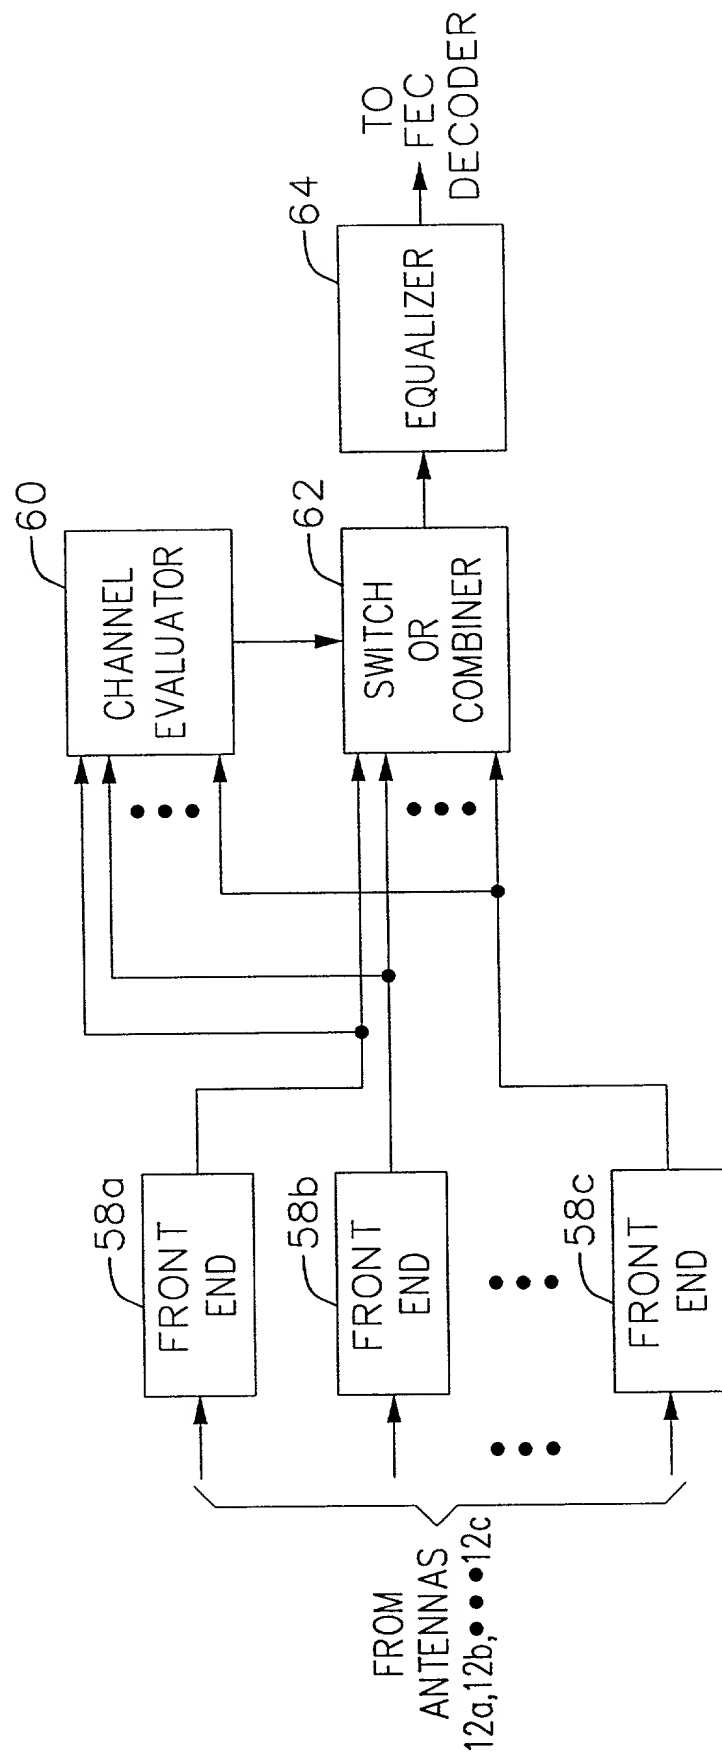 FROM
ANTENNAS
12a,12b,•••12c
58a
FRONT
END
58b
FRONT
END
58c
FRONT
END
60
CHANNEL
EVALUATOR
62
SWITCH
OR
COMBINER
64
EQUALIZER
TO
FEC
DECODER